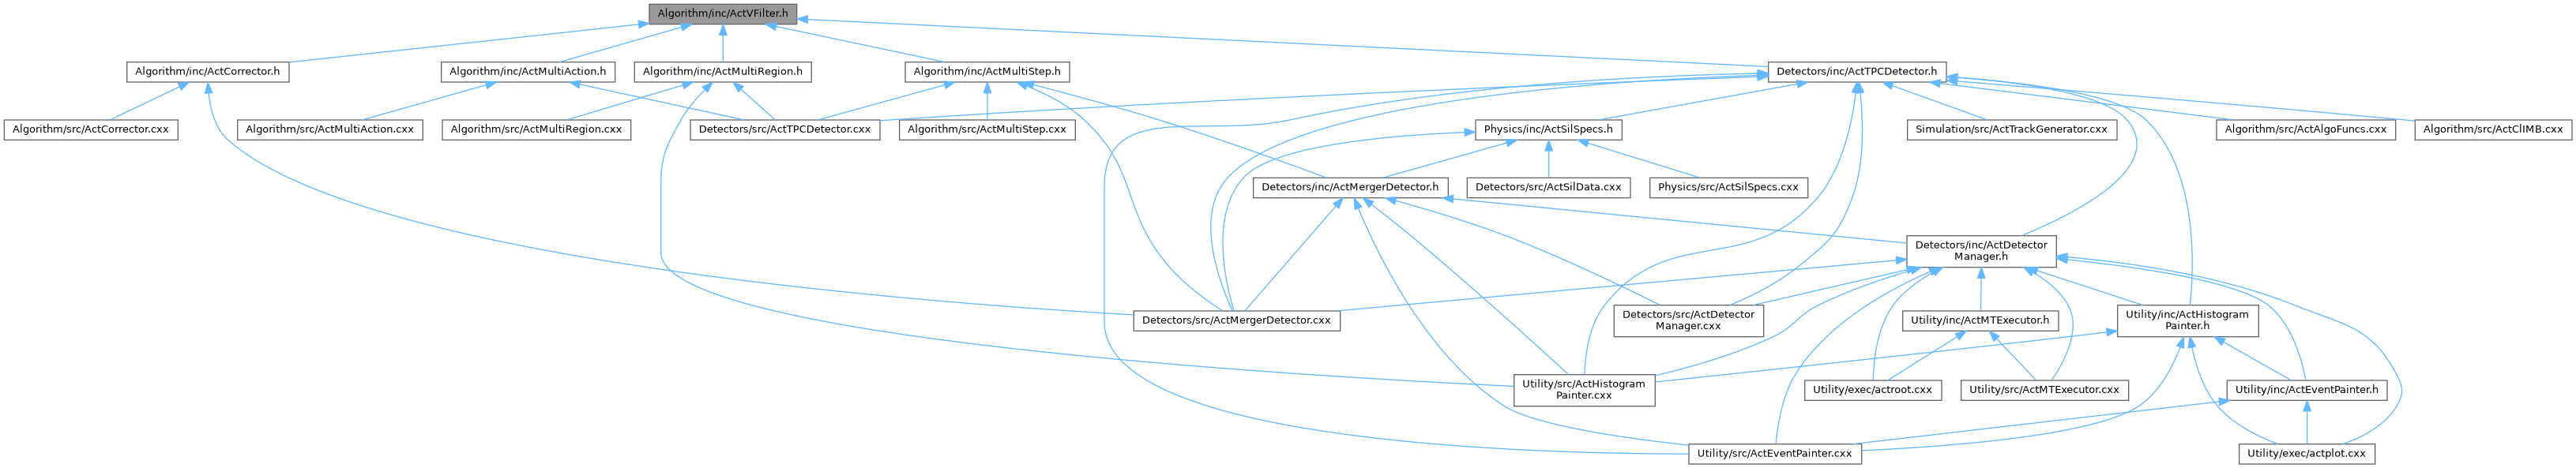 Algorithm/inc/ActVFilter.h
Algorithm/inc/ActCorrector.h
Algorithm/inc/ActMultiAction.h
Algorithm/inc/ActMultiRegion.h
Algorithm/inc/ActMultiStep.h
Detectors/inc/ActTPCDetector.h
Algorithm/src/ActCorrector.cxx
Algorithm/src/ActMultiAction.cxx
Algorithm/src/ActMultiRegion.cxx
Detectors/src/ActTPCDetector.cxx
Algorithm/src/ActMultiStep.cxx
Physics/inc/ActSilSpecs.h
Simulation/src/ActTrackGenerator.cxx
Algorithm/src/ActAlgoFuncs.cxx
Algorithm/src/ActClIMB.cxx
Detectors/inc/ActMergerDetector.h
Detectors/src/ActSilData.cxx
Physics/src/ActSilSpecs.cxx
Detectors/inc/ActDetector
Manager.h
Detectors/src/ActMergerDetector.cxx
Detectors/src/ActDetector
Manager.cxx
Utility/inc/ActMTExecutor.h
Utility/inc/ActHistogram
Painter.h
Utility/src/ActHistogram
Painter.cxx
Utility/exec/actroot.cxx
Utility/src/ActMTExecutor.cxx
Utility/inc/ActEventPainter.h
Utility/src/ActEventPainter.cxx
Utility/exec/actplot.cxx